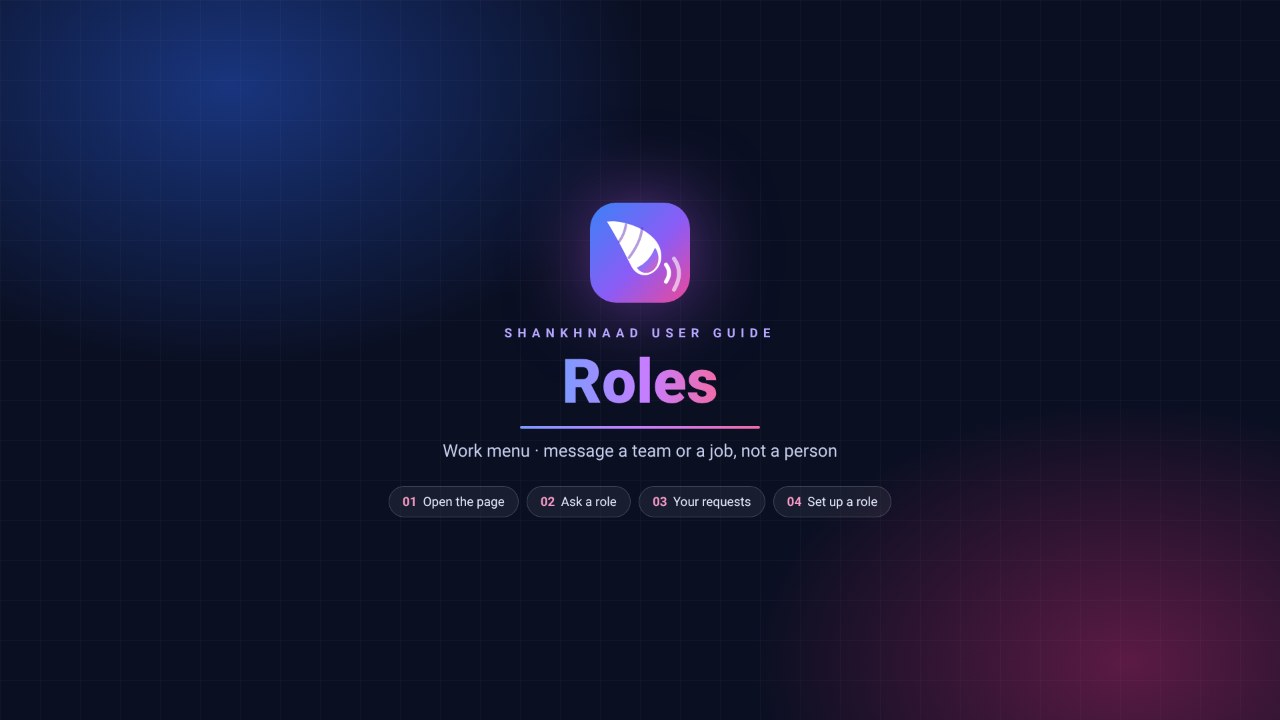 SHANKHNAAD USER GUIDE
Roles
Work menu · message a team or a job, not a person
01 Open the page 02 Ask a role 03 Your requests 04 Set up a role